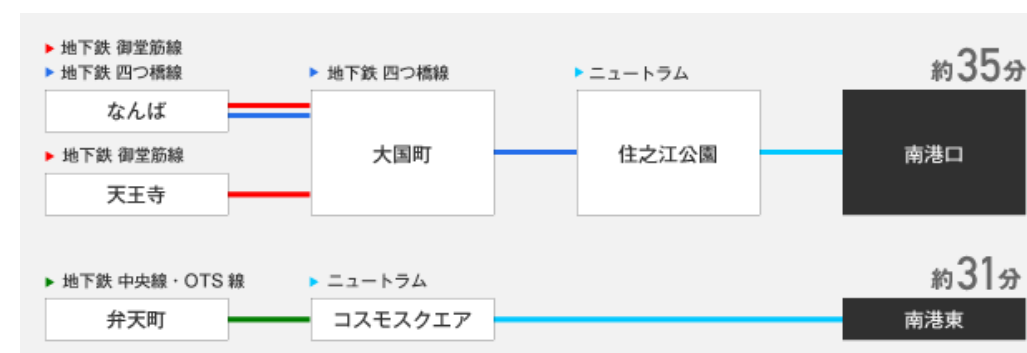 ▶ 地下鉄 御堂筋線
▶ 地下鉄 四つ橋線
▶ 地下鉄 四つ橋線
▶ ニュートラム
約35分
なんば
▶ 地下鉄 御堂筋線
天王寺
大国町
住之江公園
南港口
▶ 地下鉄 中央線・OTS 線
▶ ニュートラム
約31分
弁天町
コスモスクエア
南港東